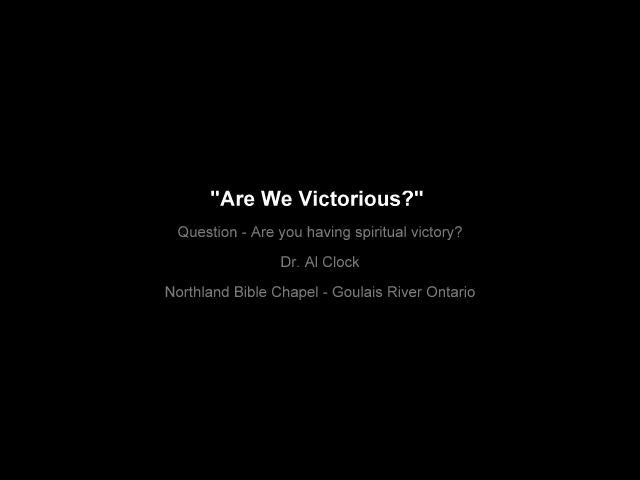 "Are We Victorious?"
Question - Are you having spiritual victory?
Dr. Al Clock
Northland Bible Chapel - Goulais River Ontario